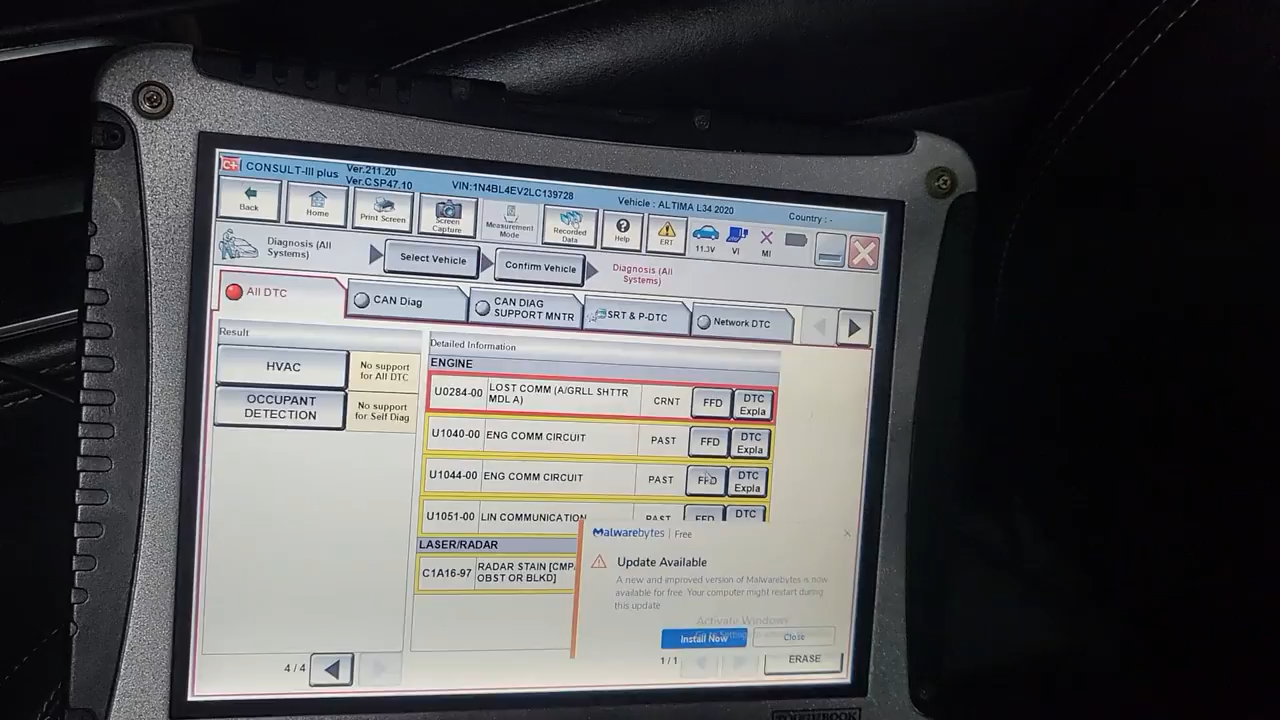 C+ CONSULT-III plus
Ver.211.20
Ver.CSP47.10
VIN:1N4BL4EV2LC139728
Vehicle : ALTIMA L34 2020
Country : -
Back
Home
Print Screen
Screen
Capture
Measurement
Mode
Recorded
Data
?
Help
ERT
11.3V
VI
MI
Diagnosis (All
Systems)
Select Vehicle
Confirm Vehicle
Diagnosis (All
Systems)
All DTC
CAN Diag
CAN DIAG
SUPPORT MNTR
SRT & P-DTC
Network DTC
Result
HVAC
No support
for All DTC
OCCUPANT
DETECTION
No support
for Self Diag
4 / 4
Detailed Information
ENGINE
U0284-00 LOST COMM (A/GRLL SHTTR
MDL A)
CRNT
FFD
DTC
Expla
U1040-00 ENG COMM CIRCUIT
PAST
FFD
DTC
Expla
U1044-00 ENG COMM CIRCUIT
PAST
FFD
DTC
Expla
U1051-00 LIN COMMUNICATION
PAST
FFD
DTC
LASER/RADAR
C1A16-97 RADAR STAIN [CMP
OBST OR BLKD]
Malwarebytes | Free
Update Available
A new and improved version of Malwarebytes is now
available for free. Your computer might restart during
this update
Activate Windows
Install Now
Close
1 / 1
ERASE
TOUGHBOOK